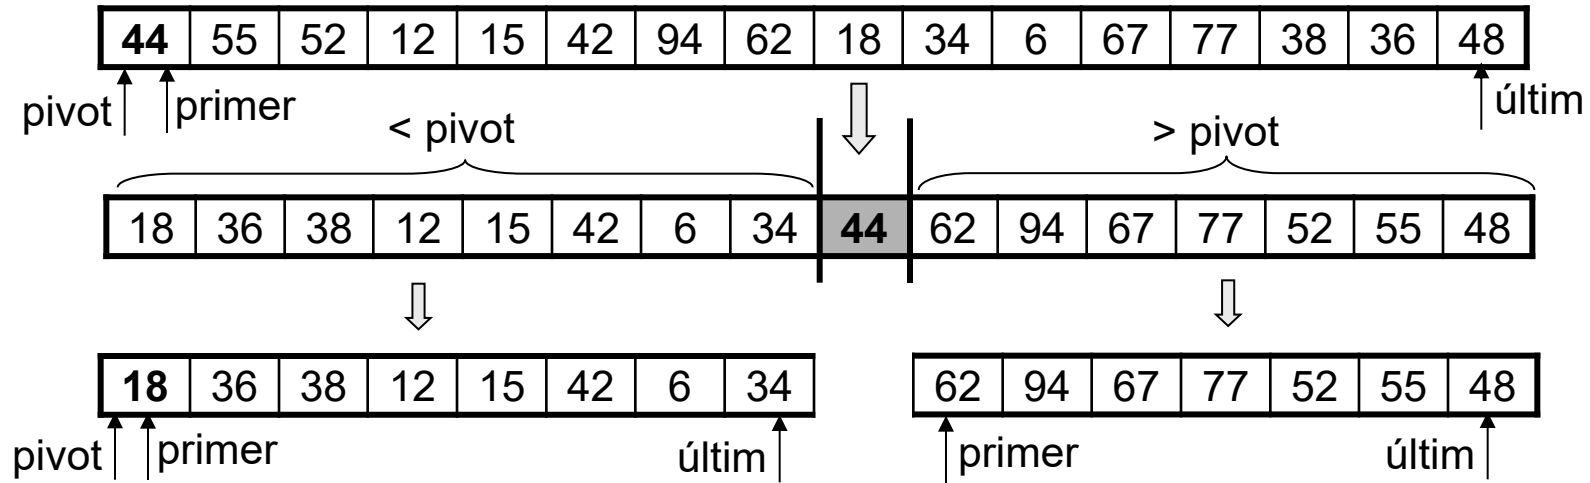 44 55 52 12 15 42 94 62 18 34 6 67 77 38 36 48
pivot primer últim
< pivot > pivot
18 36 38 12 15 42 6 34 44 62 94 67 77 52 55 48
18 36 38 12 15 42 6 34 62 94 67 77 52 55 48
pivot primer últim primer últim